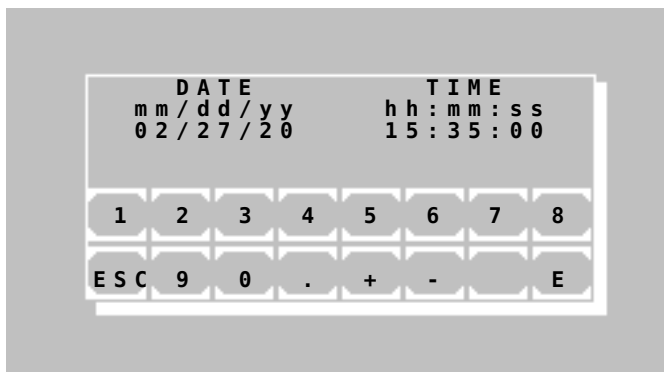 DATE TIME
mm/dd/yy hh:mm:ss
02/27/20 15:35:00
1 2 3 4 5 6 7 8
ESC 9 0 . + - E